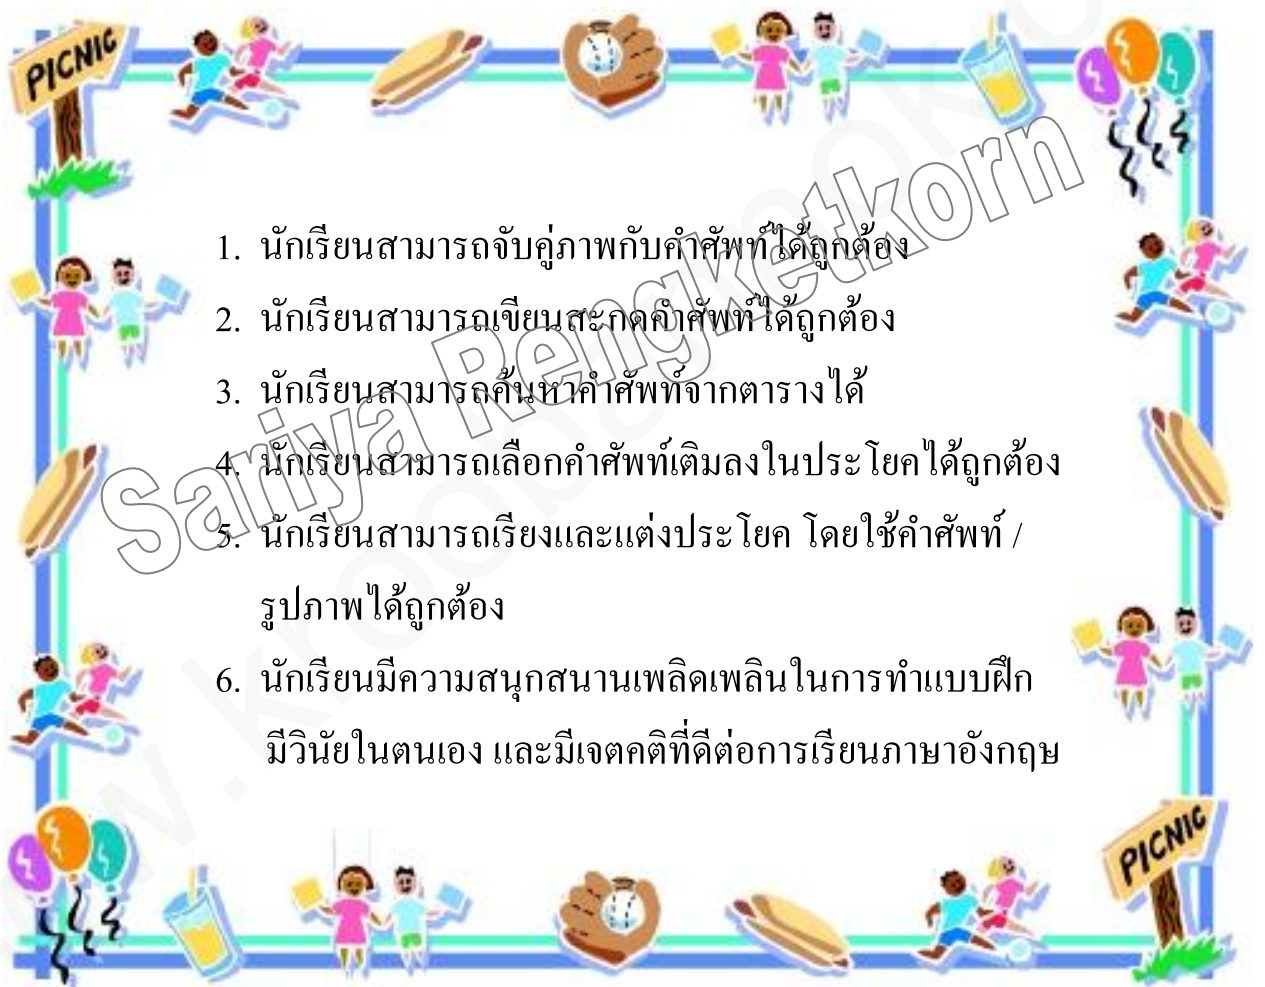 PICNIC
1. นักเรียนสามารถจับคู่ภาพกับคำศัพท์ได้ถูกต้อง
2. นักเรียนสามารถเขียนสะกดคำศัพท์ได้ถูกต้อง
3. นักเรียนสามารถค้นหาคำศัพท์จากตารางได้
4. นักเรียนสามารถเลือกคำศัพท์เติมลงในประโยคได้ถูกต้อง
5. นักเรียนสามารถเรียงและแต่งประโยค โดยใช้คำศัพท์ /
รูปภาพได้ถูกต้อง
6. นักเรียนมีความสนุกสนานเพลิดเพลินในการทำแบบฝึก
มีวินัยในตนเอง และมีเจตคติที่ดีต่อการเรียนภาษาอังกฤษ
Sariya Rengketkorn
PICNIC